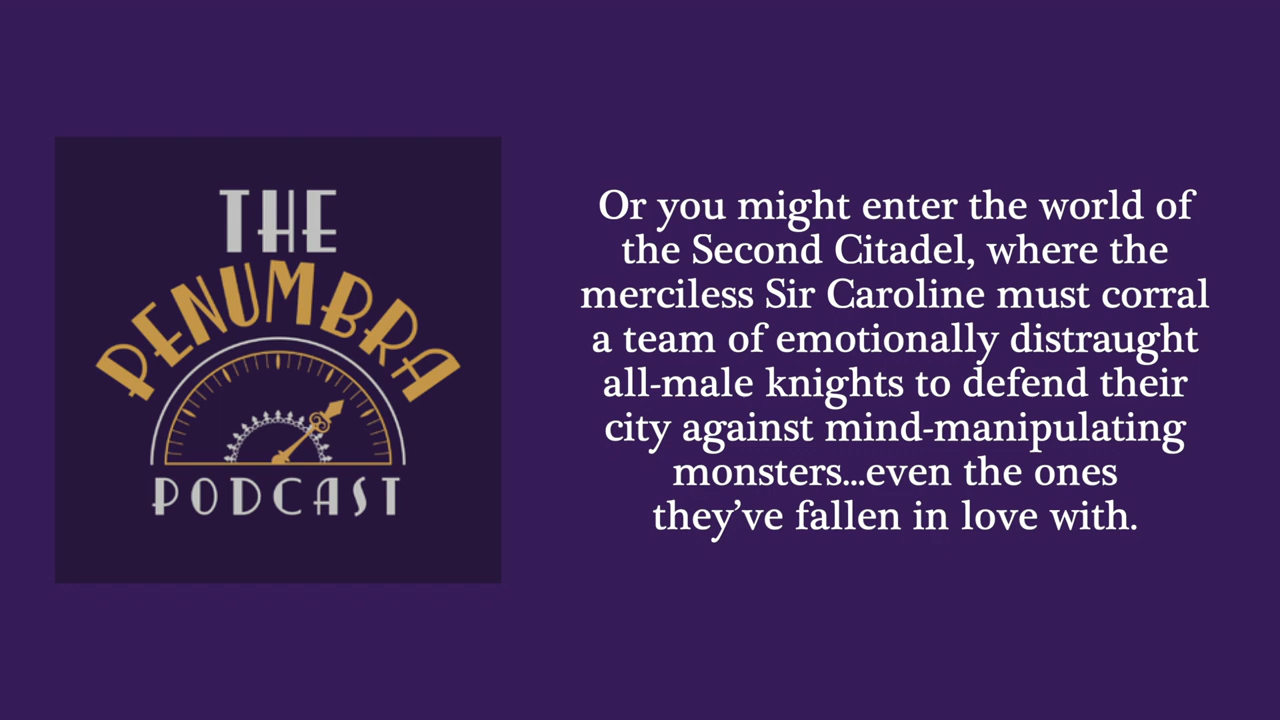 THE
PENUMBRA
PODCAST
Or you might enter the world of
the Second Citadel, where the
merciless Sir Caroline must corral
a team of emotionally distraught
all-male knights to defend their
city against mind-manipulating
monsters...even the ones
they’ve fallen in love with.